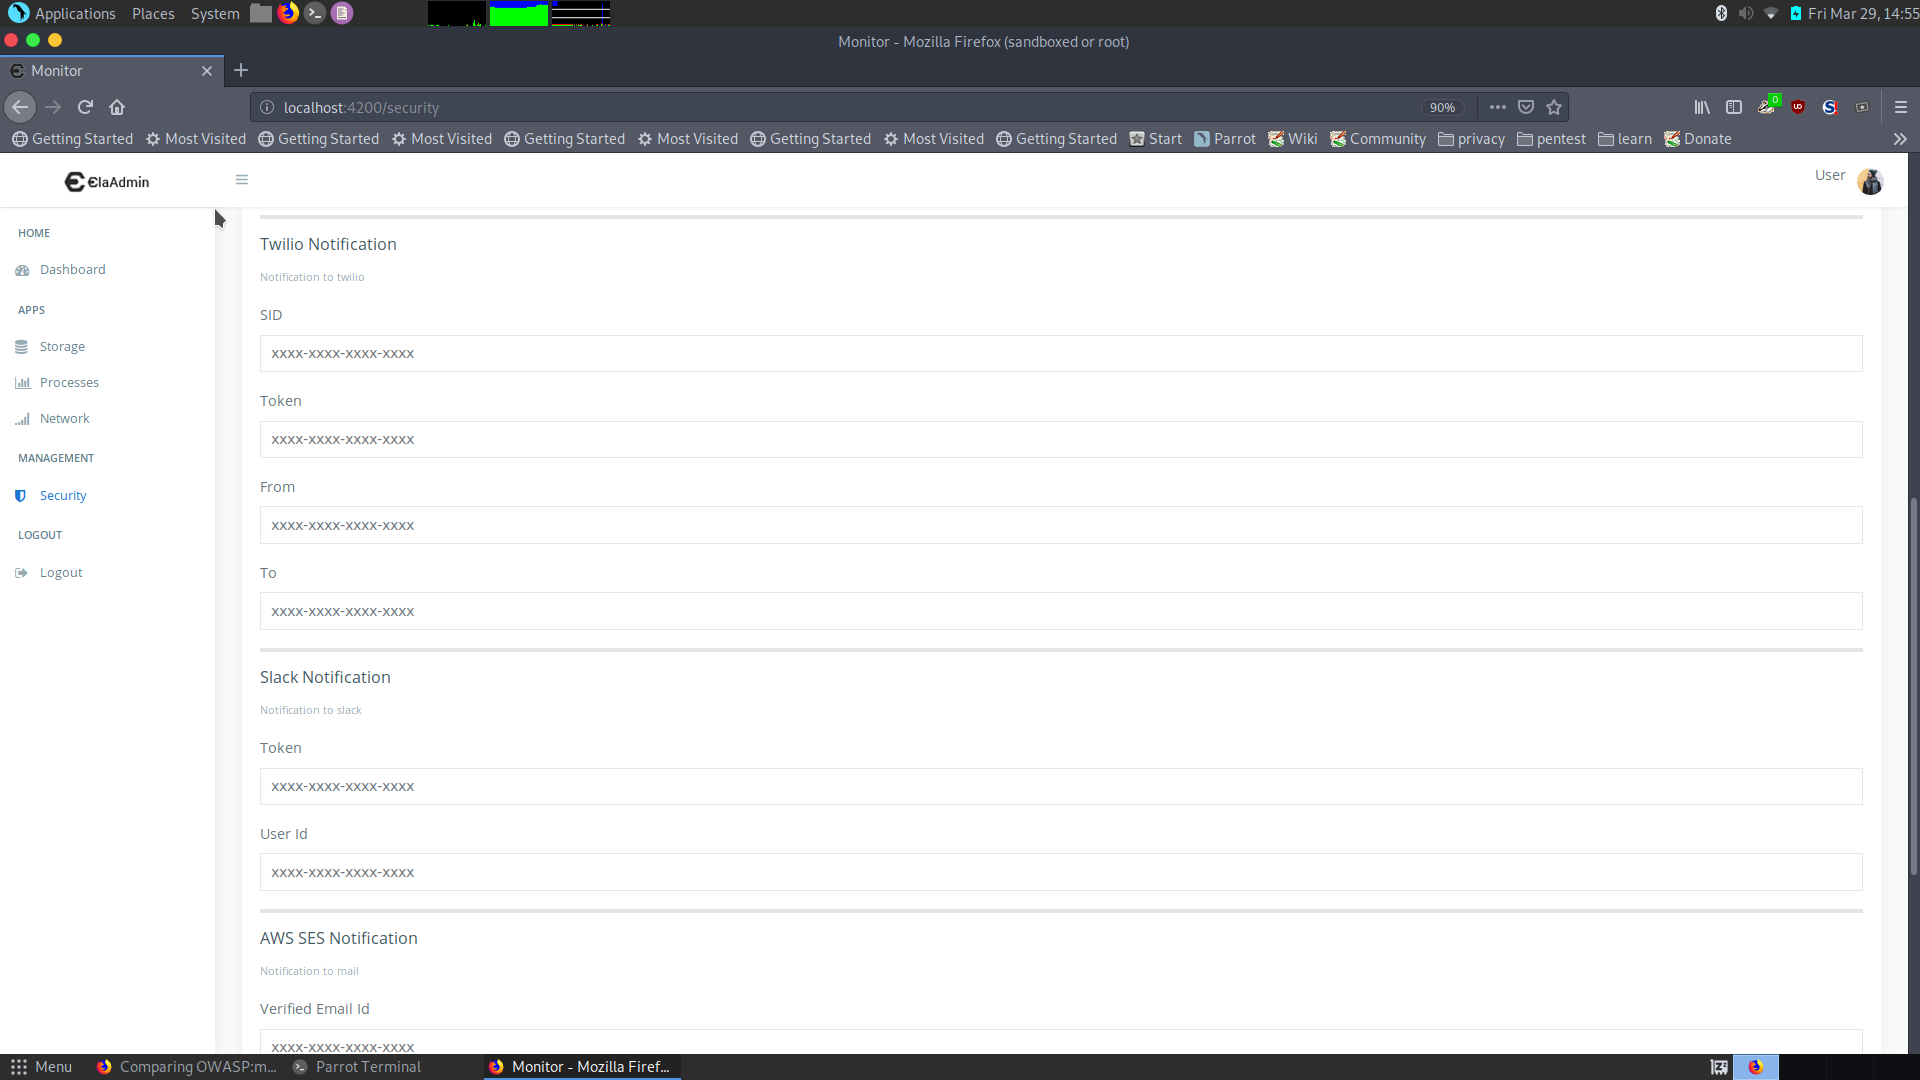 Applications Places System Fri Mar 29, 14:55
Monitor - Mozilla Firefox (sandboxed or root)
Monitor
localhost:4200/security 90% 0
Getting Started Most Visited Getting Started Most Visited Getting Started Most Visited Getting Started Most Visited Getting Started Start Parrot Wiki Community privacy pentest learn Donate
ElaAdmin User
HOME
Dashboard
APPS
Storage
Processes
Network
MANAGEMENT
Security
LOGOUT
Logout
Twilio Notification
Notification to twilio
SID
xxxx-xxxx-xxxx-xxxx
Token
xxxx-xxxx-xxxx-xxxx
From
xxxx-xxxx-xxxx-xxxx
To
xxxx-xxxx-xxxx-xxxx
Slack Notification
Notification to slack
Token
xxxx-xxxx-xxxx-xxxx
User Id
xxxx-xxxx-xxxx-xxxx
AWS SES Notification
Notification to mail
Verified Email Id
xxxx-xxxx-xxxx-xxxx
Menu Comparing OWASP:m... Parrot Terminal Monitor - Mozilla Firef...